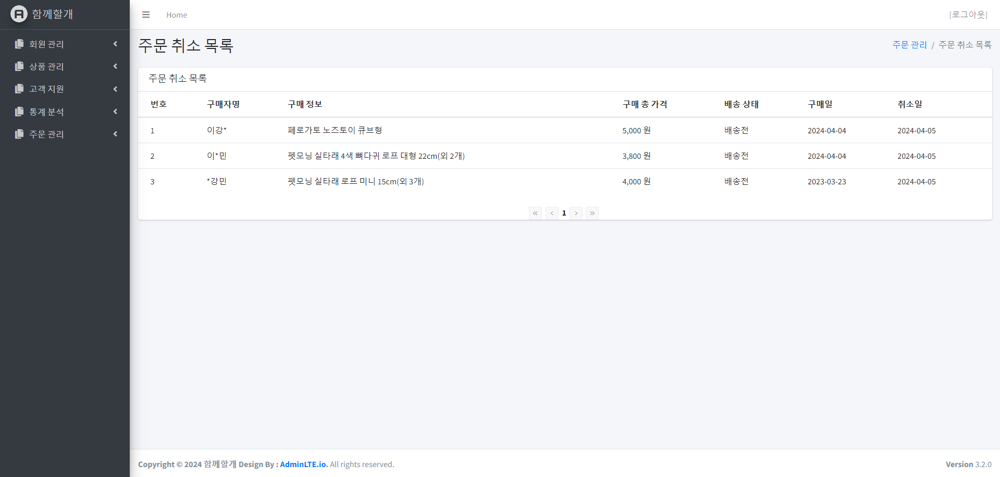 함께할개
회원 관리
상품 관리
고객 지원
통계 분석
주문 관리
Home
[로그아웃]
주문 취소 목록
주문 관리 / 주문 취소 목록
주문 취소 목록
번호 구매자명 구매 정보 구매 총 가격 배송 상태 구매일 취소일
1 이강* 페로가토 노즈토이 큐브형 5,000 원 배송전 2024-04-04 2024-04-05
2 이*민 펫모닝 실타래 4색 뼈다귀 로프 대형 22cm(외 2개) 3,800 원 배송전 2024-04-04 2024-04-05
3 *강민 펫모닝 실타래 로프 미니 15cm(외 3개) 4,000 원 배송전 2023-03-23 2024-04-05
« ‹ 1 › »
Copyright © 2024 함께할개 Design By : AdminLTE.io. All rights reserved.
Version 3.2.0